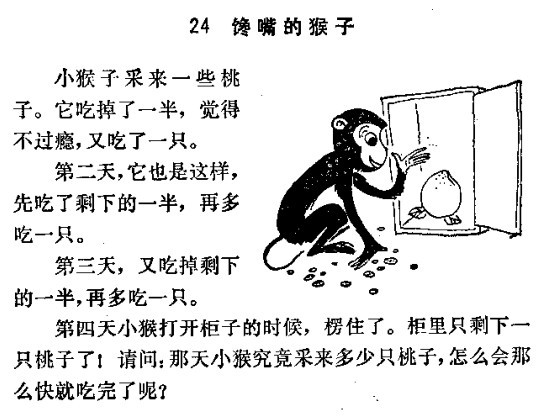 24 馋嘴的猴子
小猴子采来一些桃
子。它吃掉了一半，觉得
不过瘾，又吃了一只。
第二天，它也是这样，
先吃了剩下的一半，再多
吃一只。
第三天，又吃掉剩下
的一半，再多吃一只。
第四天小猴打开柜子的时候，楞住了。柜里只剩下一
只桃子了！请问：那天小猴究竟采来多少只桃子，怎么会那
么快就吃完了呢？